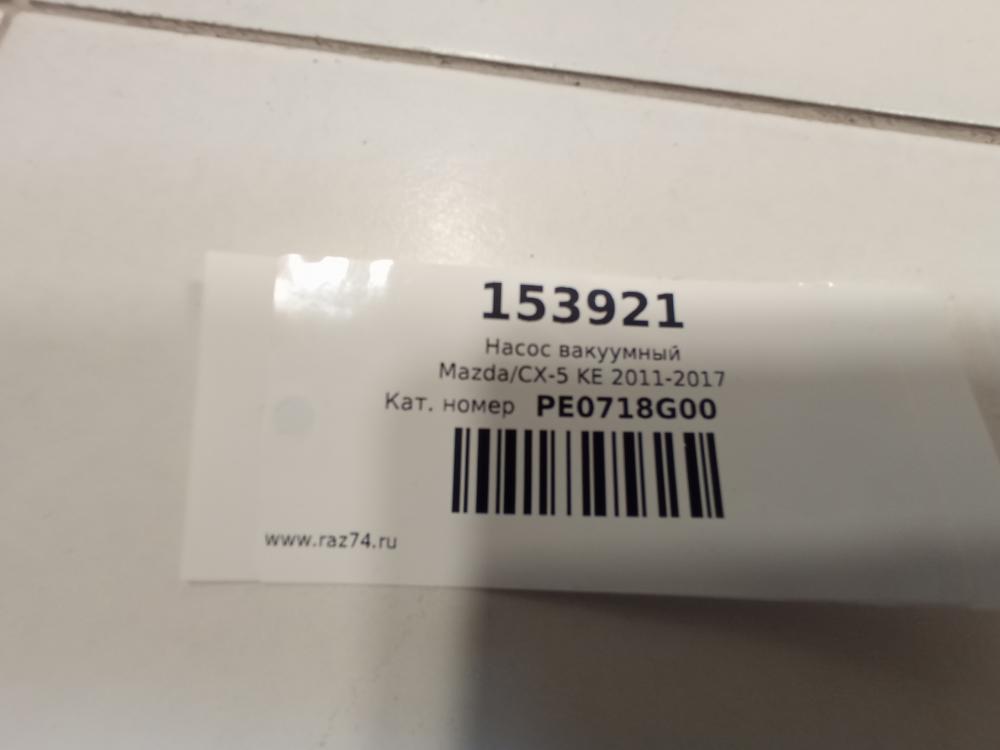 153921
Насос вакуумный
Mazda/CX-5 KE 2011-2017
Кат. номер PE0718G00
www.raz74.ru